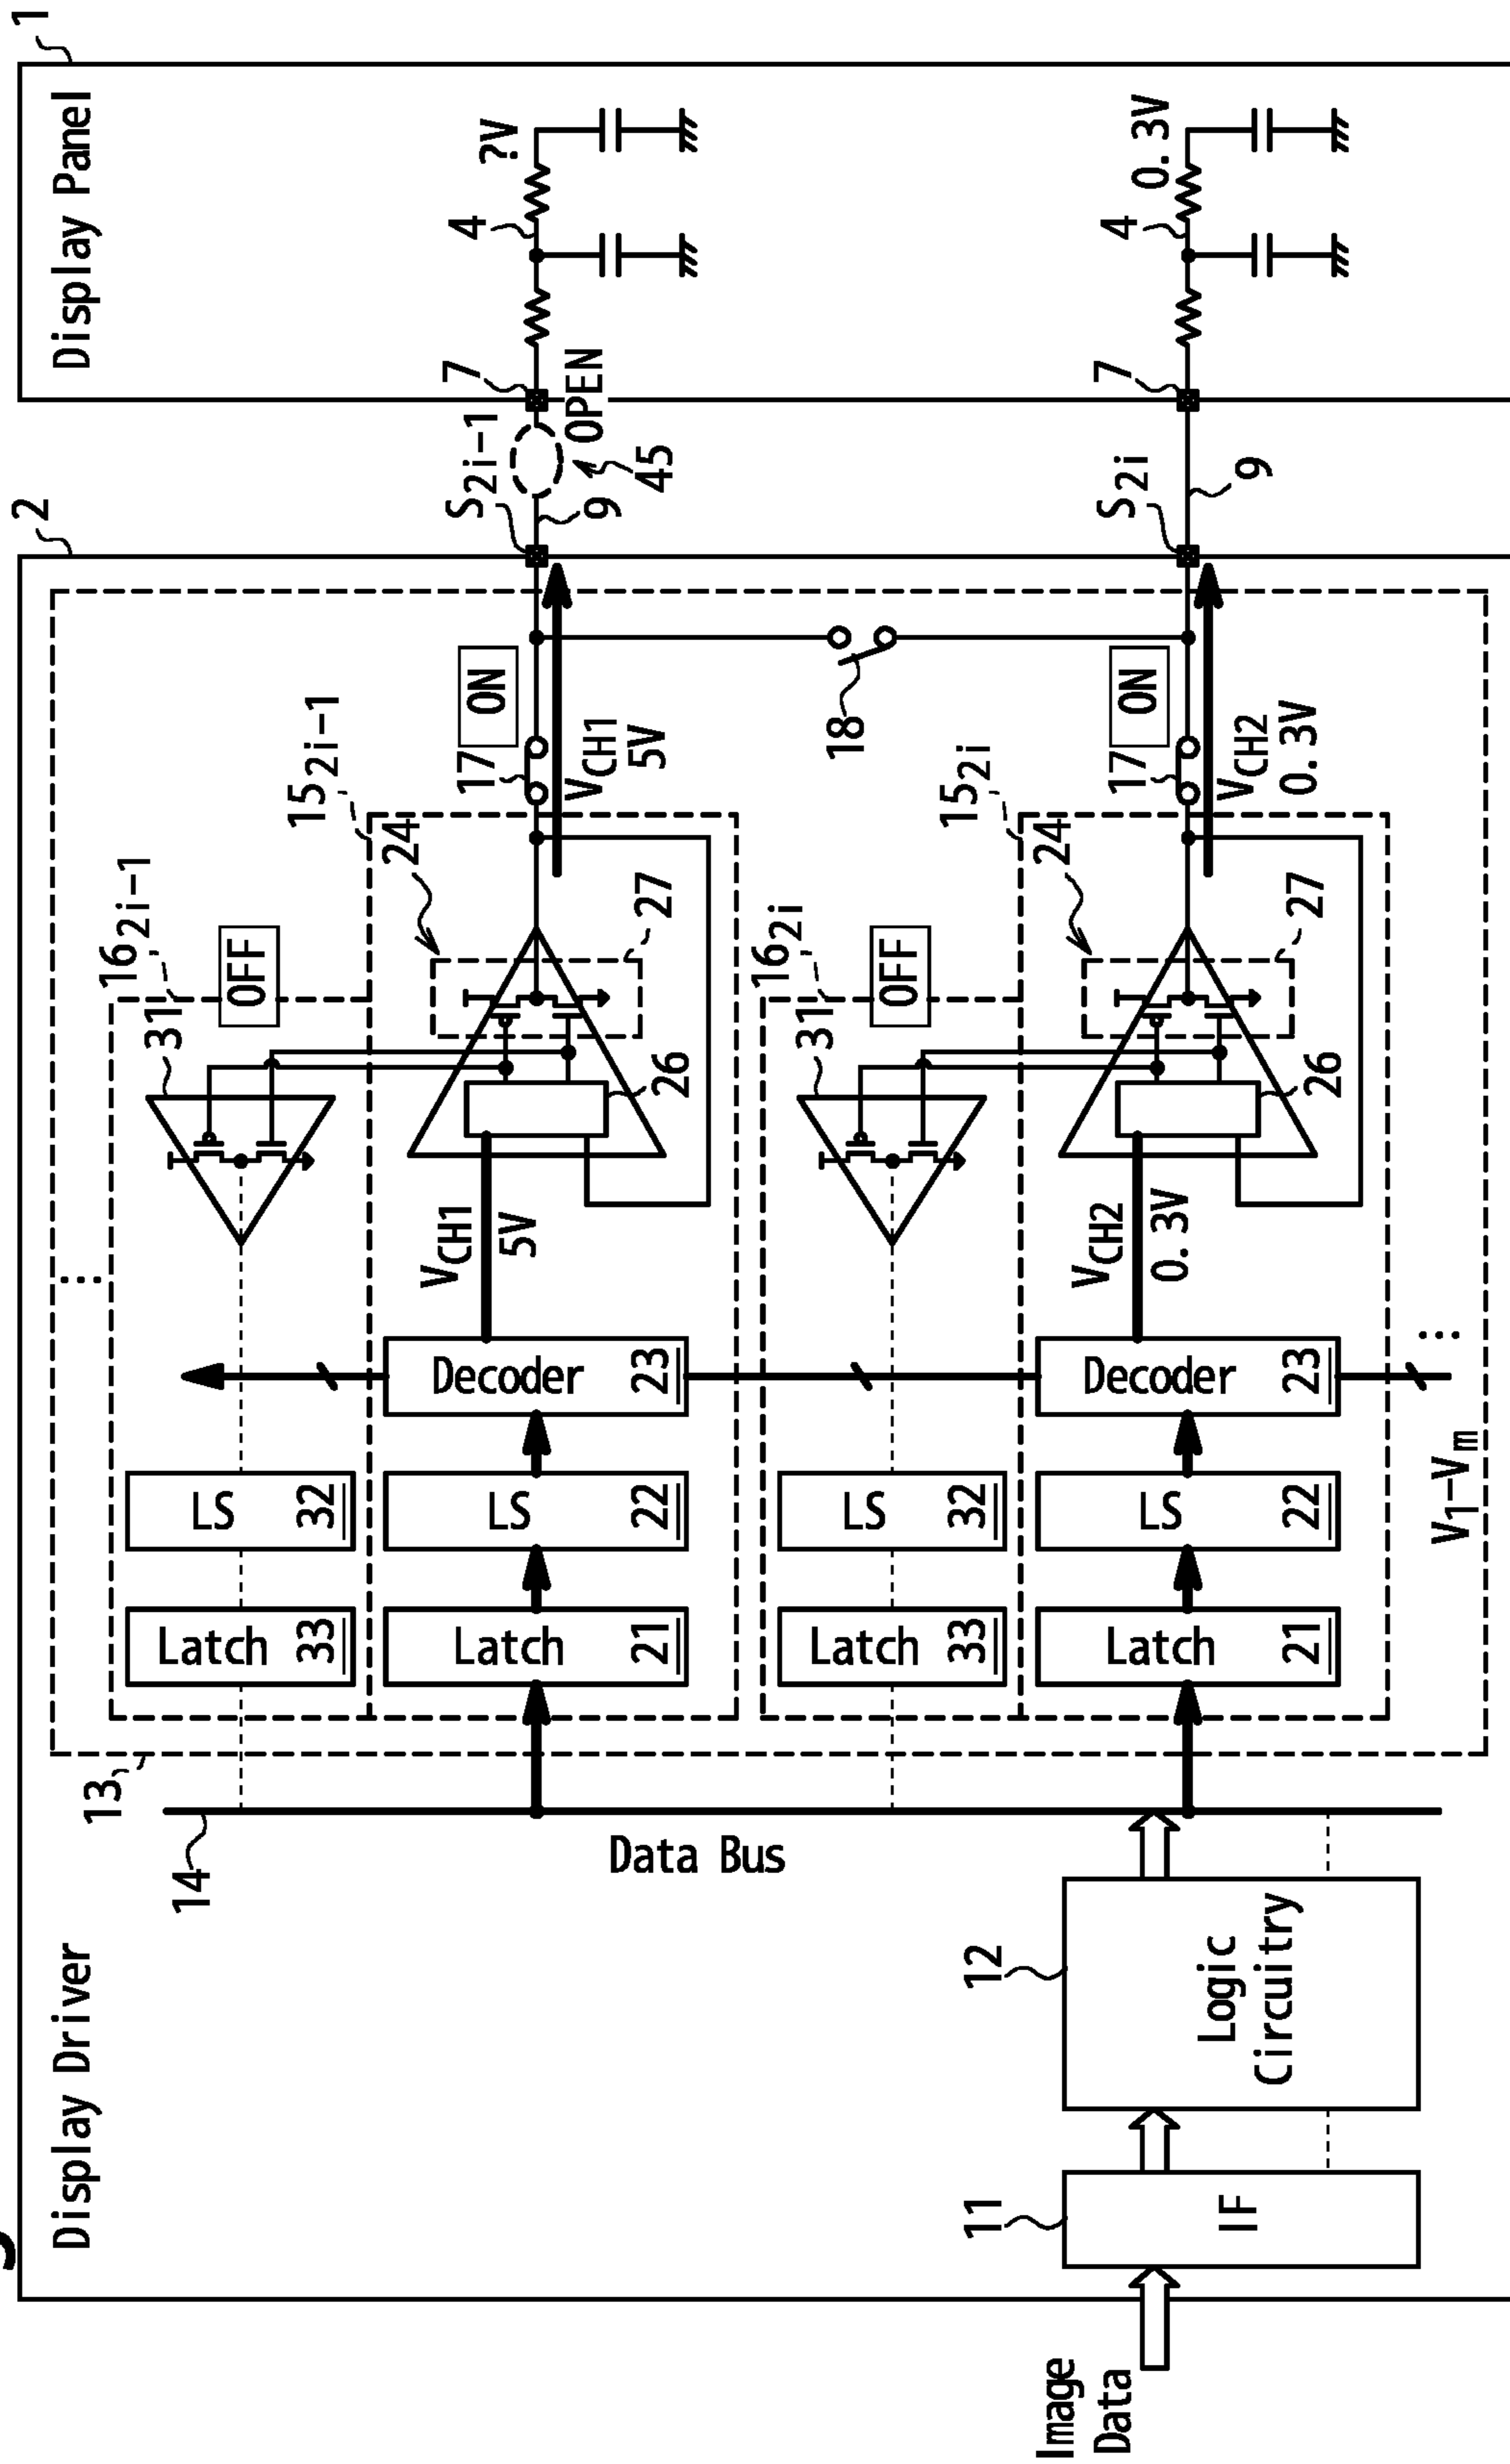 Display Driver
2
Display Panel
1
14
13
16 2i-1
31
OFF
Latch 33
LS 32
15 2i-1
24
Latch 21
LS 22
Decoder 23
VCH1
5V
26
27
17
ON
VCH1
5V
S2i-1
9
45
OPEN
7
4
?V
Data Bus
18
16 2i
31
OFF
Latch 33
LS 32
15 2i
24
Latch 21
LS 22
Decoder 23
VCH2
0.3V
26
27
17
ON
VCH2
0.3V
S2i
9
7
4
0.3V
V1-Vm
Image
Data
11
IF
12
Logic
Circuitry